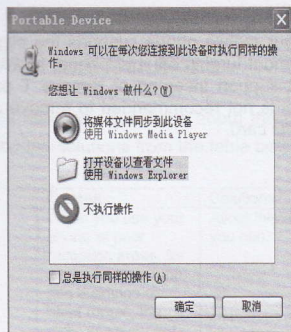 Portable Device
Windows 可以在每次您连接到此设备时执行同样的操
作。
您想让 Windows 做什么?(W)
将媒体文件同步到此设备
使用 Windows Media Player
打开设备以查看文件
使用 Windows Explorer
不执行操作
总是执行同样的操作(A)
确定
取消